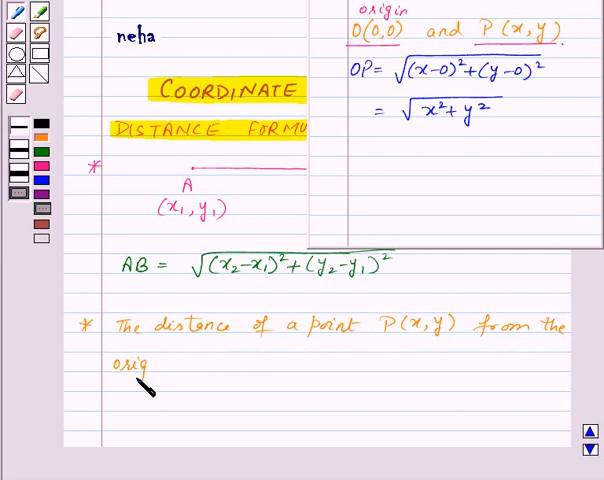 neha
COORDINATE
DISTANCE FORMU
*
A
(x₁, y₁)
AB = √(x₂-x₁)²+(y₂-y₁)²
* The distance of a point P(x,y) from the
orig
origin
O(0,0) and P(x,y).
OP= √(x-0)²+(y-0)²
= √x²+y²